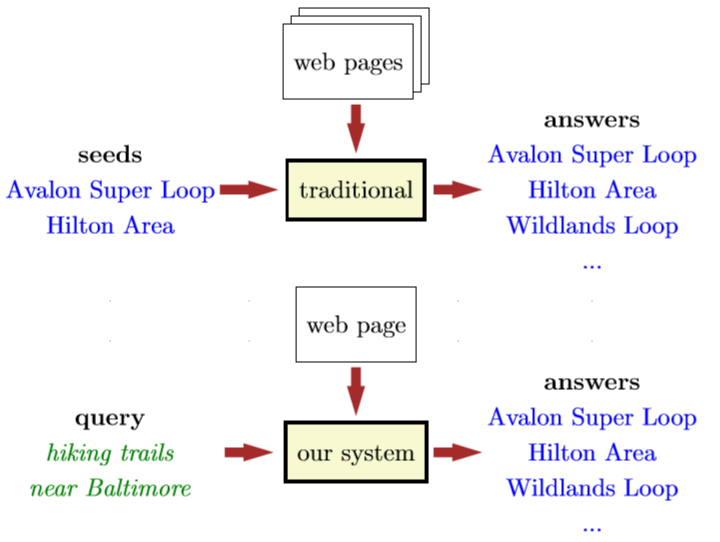 web pages
seeds
Avalon Super Loop
Hilton Area
traditional
answers
Avalon Super Loop
Hilton Area
Wildlands Loop
...
web page
query
hiking trails
near Baltimore
our system
answers
Avalon Super Loop
Hilton Area
Wildlands Loop
...